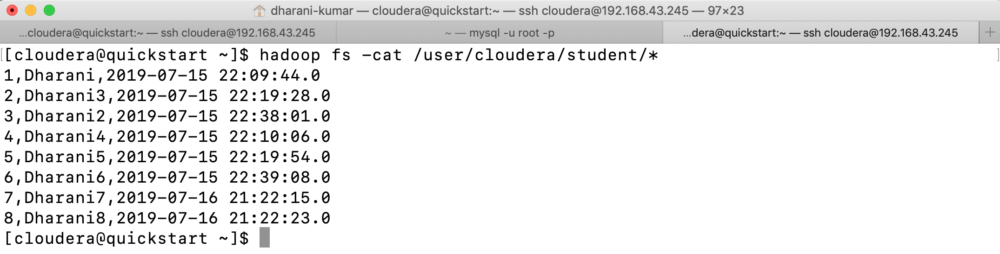 dharani-kumar — cloudera@quickstart:~ — ssh cloudera@192.168.43.245 — 97×23
...cloudera@quickstart:~ — ssh cloudera@192.168.43.245
~ — mysql -u root -p
...dera@quickstart:~ — ssh cloudera@192.168.43.245
[[cloudera@quickstart ~]$ hadoop fs -cat /user/cloudera/student/* ]
1,Dharani,2019-07-15 22:09:44.0
2,Dharani3,2019-07-15 22:19:28.0
3,Dharani2,2019-07-15 22:38:01.0
4,Dharani4,2019-07-15 22:10:06.0
5,Dharani5,2019-07-15 22:19:54.0
6,Dharani6,2019-07-15 22:39:08.0
7,Dharani7,2019-07-16 21:22:15.0
8,Dharani8,2019-07-16 21:22:23.0
[cloudera@quickstart ~]$